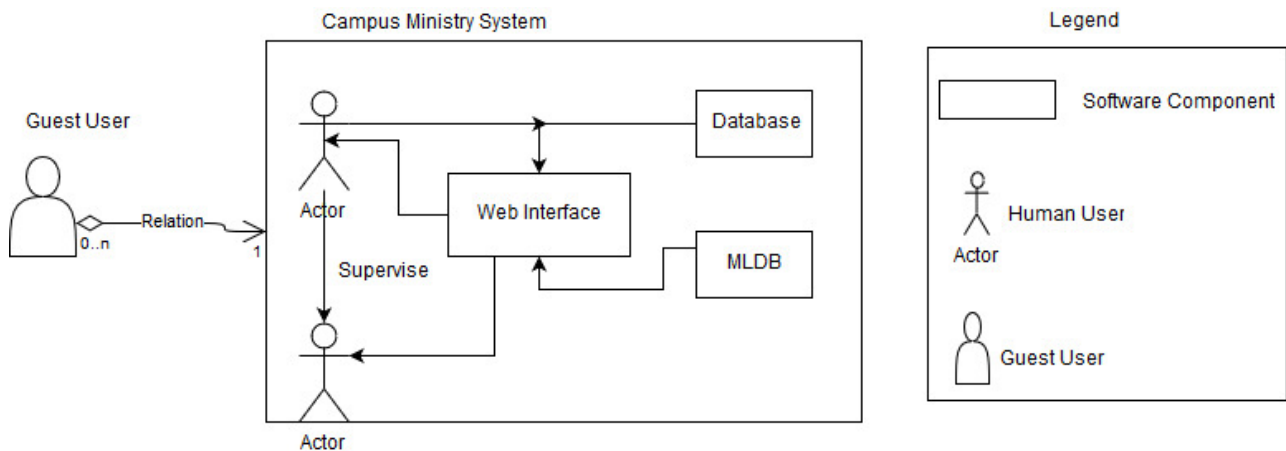 Campus Ministry System
Legend
Guest User
Database
Software Component
Actor
Web Interface
Relation
0..n
1
Supervise
MLDB
Human User
Actor
Guest User
Actor